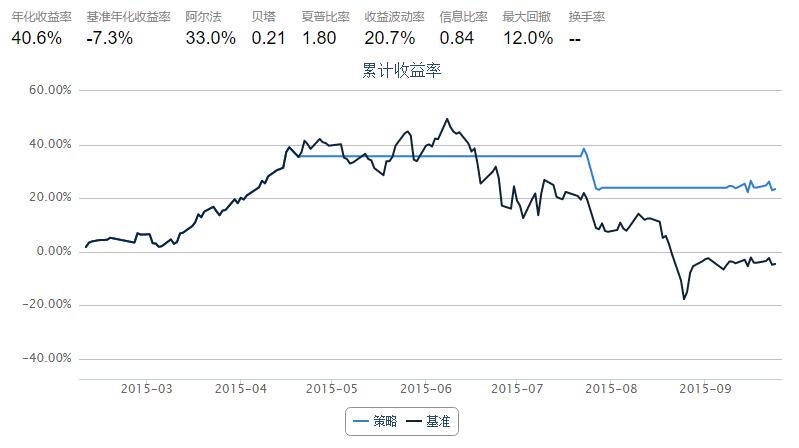 年化收益率 基准年化收益率 阿尔法 贝塔 夏普比率 收益波动率 信息比率 最大回撤 换手率
40.6% -7.3% 33.0% 0.21 1.80 20.7% 0.84 12.0% --
累计收益率
60.00%
40.00%
20.00%
0.00%
-20.00%
-40.00%
2015-03 2015-04 2015-05 2015-06 2015-07 2015-08 2015-09
策略 基准